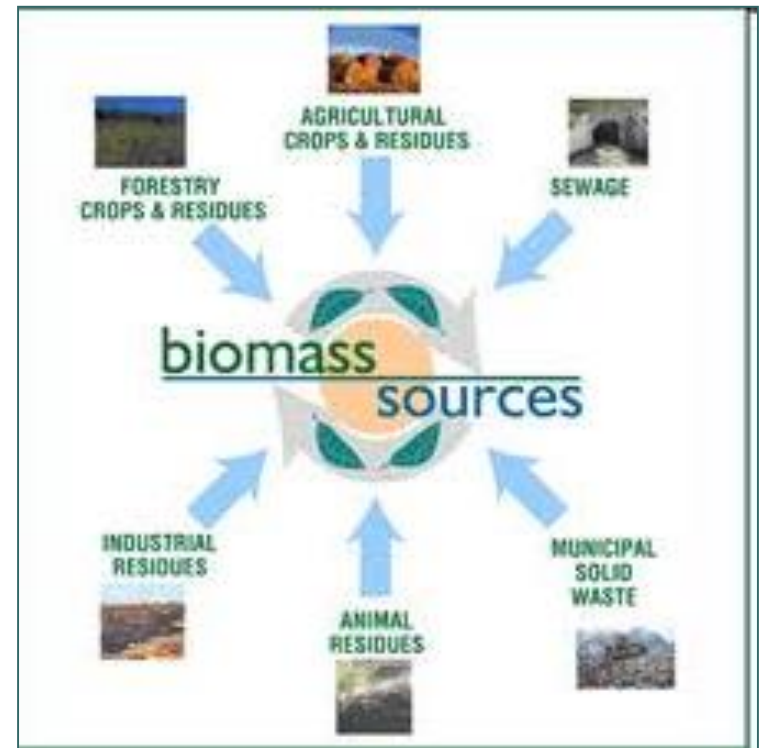 AGRICULTURAL
CROPS & RESIDUES
FORESTRY
CROPS & RESIDUES
SEWAGE
biomass
sources
INDUSTRIAL
RESIDUES
ANIMAL
RESIDUES
MUNICIPAL
SOLID
WASTE